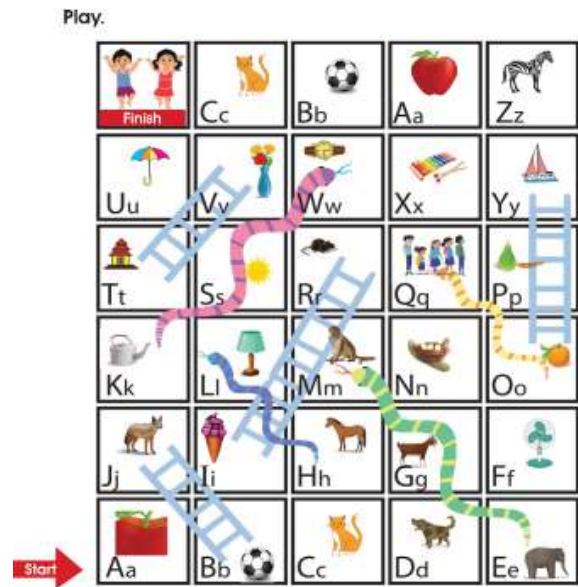 Play.
Finish Cc Bb Aa Zz
Uu Vv Ww Xx Yy
Tt Ss Rr Qq Pp
Kk Ll Mm Nn Oo
Jj Ii Hh Gg Ff
Start Aa Bb Cc Dd Ee